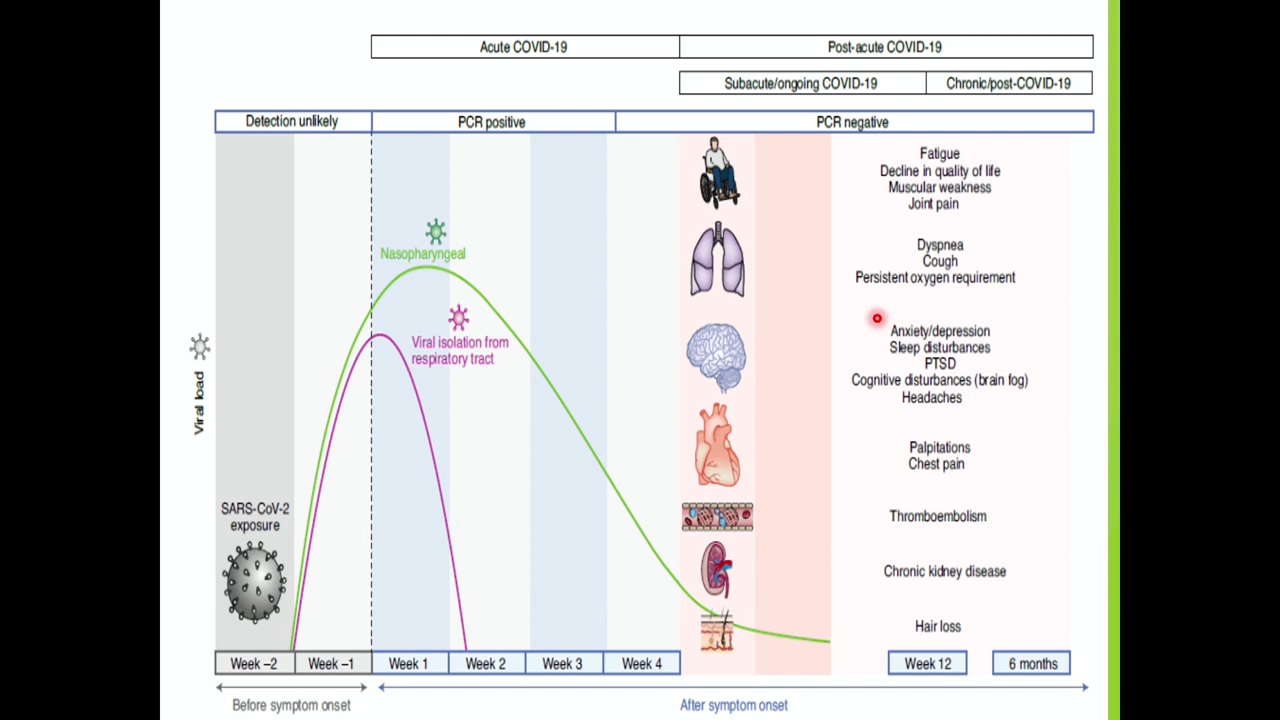 Acute COVID-19
Post-acute COVID-19
Subacute/ongoing COVID-19
Chronic/post-COVID-19
Detection unlikely
PCR positive
PCR negative
Fatigue
Decline in quality of life
Muscular weakness
Joint pain
Nasopharyngeal
Dyspnea
Cough
Persistent oxygen requirement
Viral isolation from
respiratory tract
Anxiety/depression
Sleep disturbances
PTSD
Cognitive disturbances (brain fog)
Headaches
Viral load
Palpitations
Chest pain
SARS-CoV-2
exposure
Thromboembolism
Chronic kidney disease
Hair loss
Week –2
Week –1
Week 1
Week 2
Week 3
Week 4
Week 12
6 months
Before symptom onset
After symptom onset